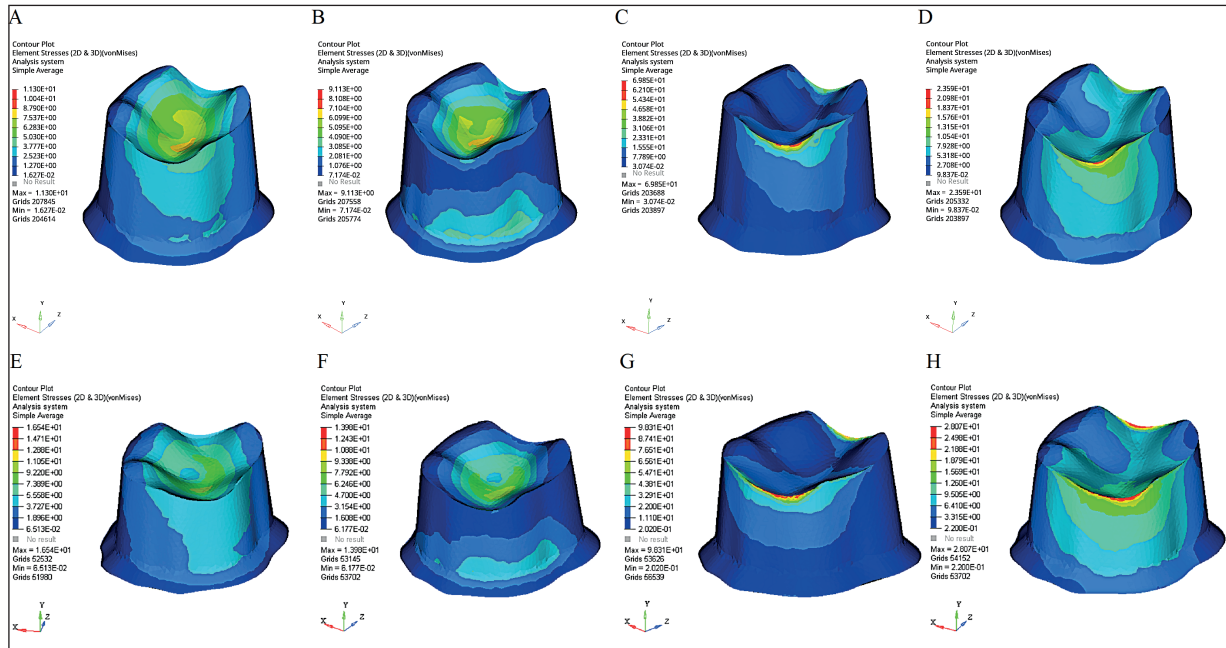 A
Contour Plot
Element Stresses (2D & 3D)(vonMises)
Analysis system
Simple Average
1.130E+01
1.004E+01
8.790E+00
7.537E+00
6.283E+00
5.030E+00
3.777E+00
2.523E+00
1.270E+00
1.627E-02
No Result
Max = 1.130E+01
Grids 207845
Min = 1.627E-02
Grids 204614
Y
X
Z
B
Contour Plot
Element Stresses (2D & 3D)(vonMises)
Analysis system
Simple Average
9.113E+00
8.108E+00
7.104E+00
6.099E+00
5.095E+00
4.090E+00
3.085E+00
2.081E+00
1.076E+00
7.174E-02
No Result
Max = 9.113E+00
Grids 207558
Min = 7.174E-02
Grids 205774
Y
X
Z
C
Contour Plot
Element Stresses (2D & 3D)(vonMises)
Analysis system
Simple Average
6.985E+01
6.210E+01
5.434E+01
4.658E+01
3.882E+01
3.106E+01
2.331E+01
1.555E+01
7.789E+00
3.074E-02
No Result
Max = 6.985E+01
Grids 203688
Min = 3.074E-02
Grids 203897
Y
X
Z
D
Contour Plot
Element Stresses (2D & 3D)(vonMises)
Analysis system
Simple Average
2.359E+01
2.098E+01
1.837E+01
1.576E+01
1.315E+01
1.054E+01
7.928E+00
5.318E+00
2.708E+00
9.837E-02
No Result
Max = 2.359E+01
Grids 205332
Min = 9.837E-02
Grids 203897
Y
X
Z
E
Contour Plot
Element Stresses (2D & 3D)(vonMises)
Analysis system
Simple Average
1.654E+01
1.471E+01
1.288E+01
1.105E+01
9.220E+00
7.389E+00
5.558E+00
3.727E+00
1.896E+00
6.513E-02
No result
Max = 1.654E+01
Grids 52532
Min = 6.513E-02
Grids 51980
Y
X
Z
F
Contour Plot
Element Stresses (2D & 3D)(vonMises)
Analysis system
Simple Average
1.398E+01
1.243E+01
1.088E+01
9.338E+00
7.792E+00
6.246E+00
4.700E+00
3.154E+00
1.608E+00
6.177E-02
No result
Max = 1.398E+01
Grids 53145
Min = 6.177E-02
Grids 53702
Y
X
Z
G
Contour Plot
Element Stresses (2D & 3D)(vonMises)
Analysis system
Simple Average
9.831E+01
8.741E+01
7.651E+01
6.561E+01
5.471E+01
4.381E+01
3.291E+01
2.200E+01
1.110E+01
2.020E-01
No result
Max = 9.831E+01
Grids 53626
Min = 2.020E-01
Grids 56539
Y
X
Z
H
Contour Plot
Element Stresses (2D & 3D)(vonMises)
Analysis system
Simple Average
2.807E+01
2.498E+01
2.188E+01
1.879E+01
1.569E+01
1.260E+01
9.505E+00
6.410E+00
3.315E+00
2.200E-01
No result
Max = 2.807E+01
Grids 54152
Min = 2.200E-01
Grids 53702
Y
X
Z